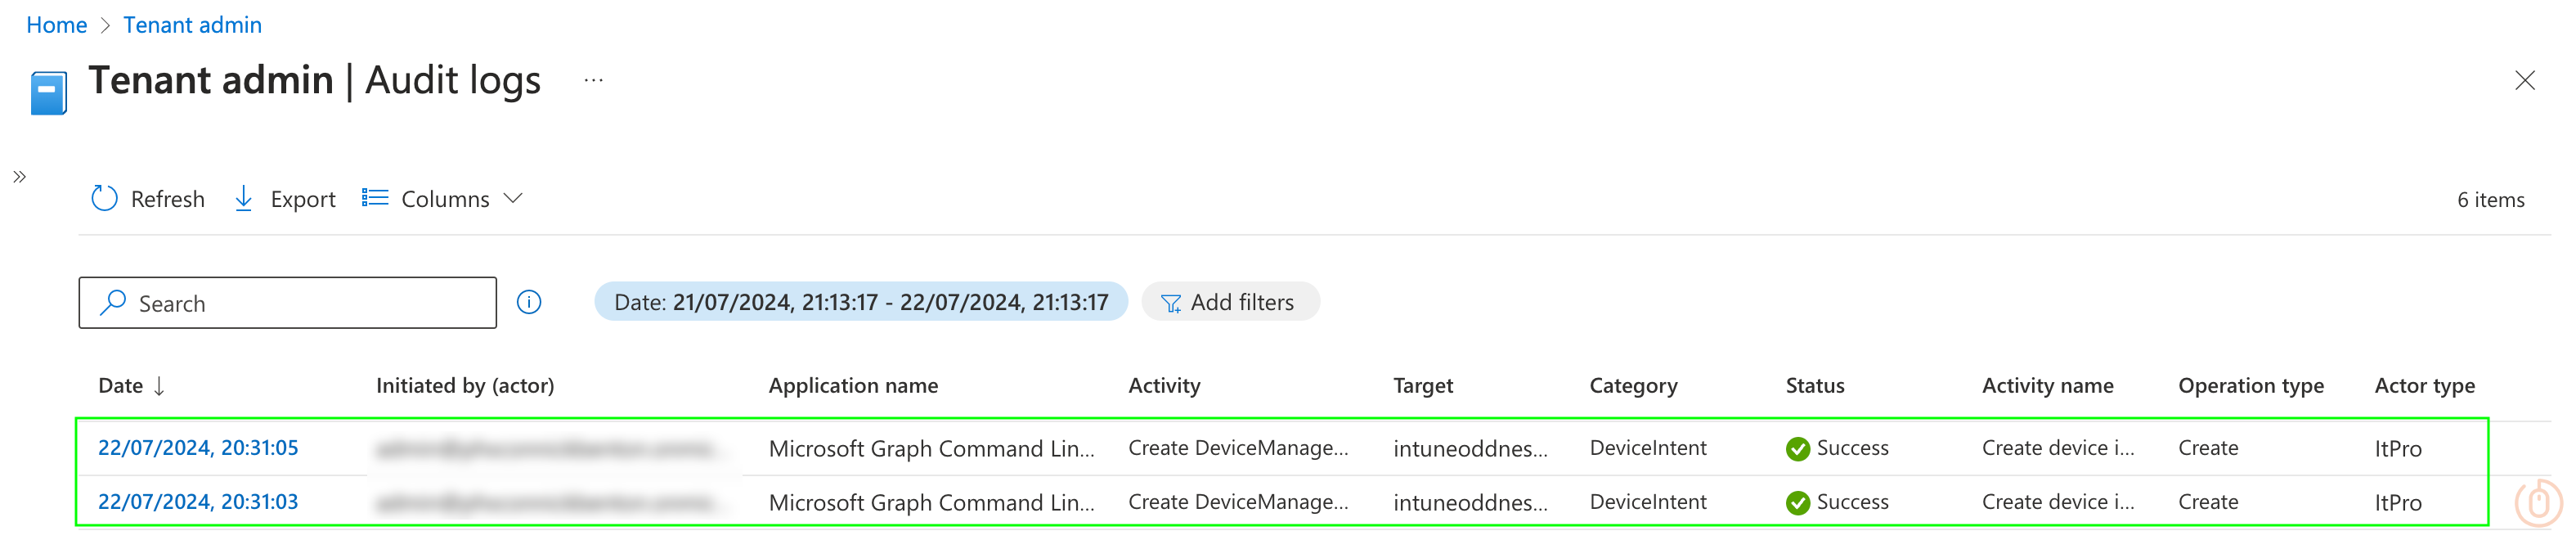 Home > Tenant admin
Tenant admin | Audit logs ...
» Refresh Export Columns 6 items
Search Date: 21/07/2024, 21:13:17 - 22/07/2024, 21:13:17 Add filters
Date ↓ Initiated by (actor) Application name Activity Target Category Status Activity name Operation type Actor type
22/07/2024, 20:31:05 Microsoft Graph Command Lin... Create DeviceManage... intuneoddnes... DeviceIntent Success Create device i... Create ItPro
22/07/2024, 20:31:03 Microsoft Graph Command Lin... Create DeviceManage... intuneoddnes... DeviceIntent Success Create device i... Create ItPro